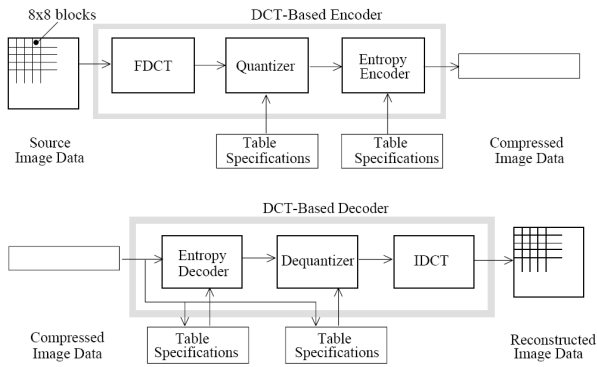 8x8 blocks
DCT-Based Encoder
FDCT
Quantizer
Entropy
Encoder
Source
Image Data
Table
Specifications
Table
Specifications
Compressed
Image Data
DCT-Based Decoder
Entropy
Decoder
Dequantizer
IDCT
Compressed
Image Data
Table
Specifications
Table
Specifications
Reconstructed
Image Data